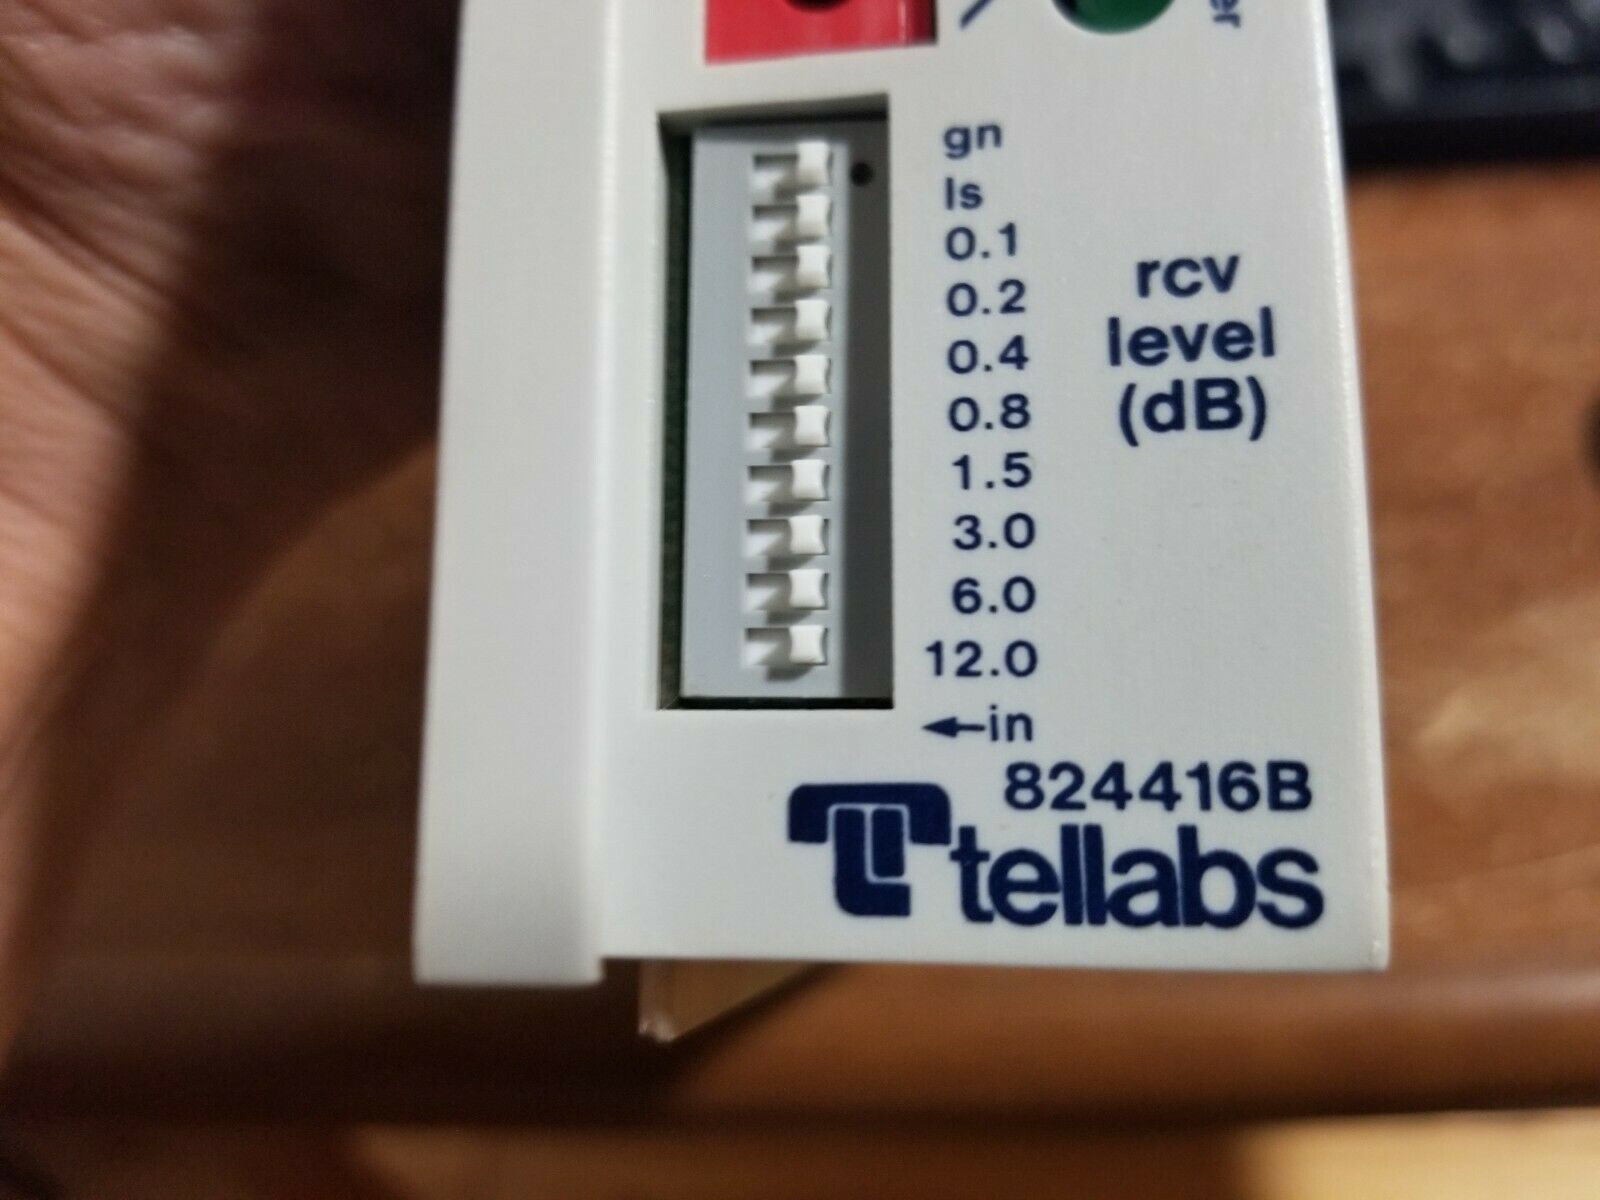 er
gn
ls
0.1
0.2
0.4
0.8
1.5
3.0
6.0
12.0
←in
rcv
level
(dB)
824416B
tellabs